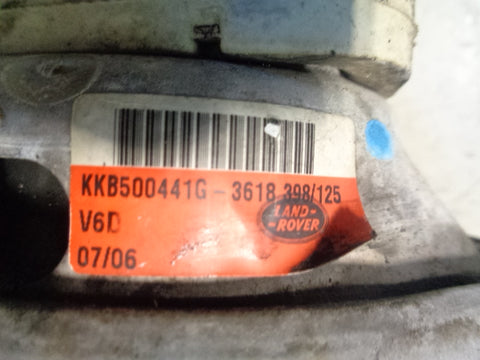 KKB500441G - 3618 398/125
V6D
LAND-
-ROVER
07/06